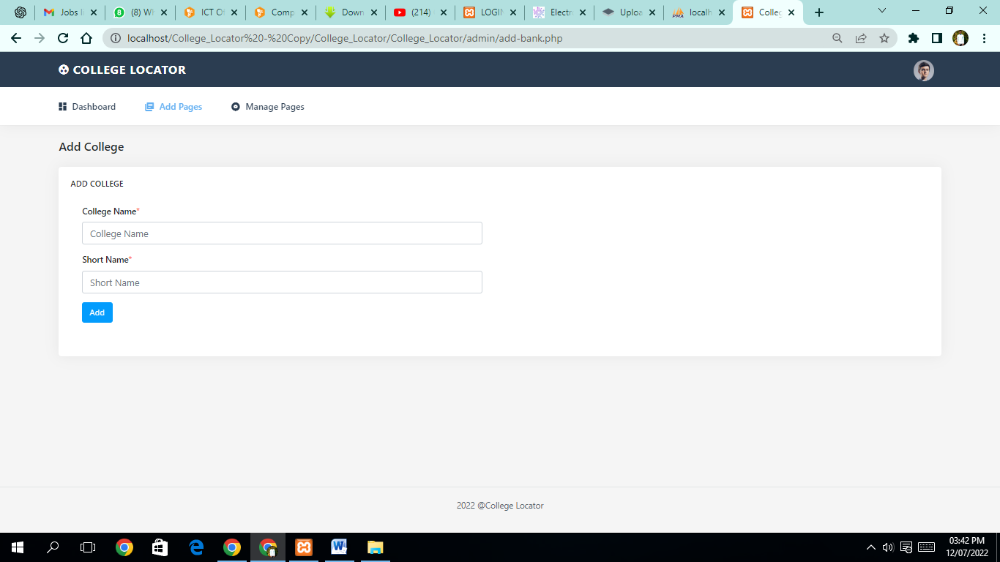 Jobs
(8) W
ICT O
Comp
Down
(214)
LOGI
Electr
Uploa
PMA
localh
Colleg
localhost/College_Locator%20-%20Copy/College_Locator/College_Locator/admin/add-bank.php
COLLEGE LOCATOR
Dashboard
Add Pages
Manage Pages
Add College
ADD COLLEGE
College Name*
College Name
Short Name*
Short Name
Add
2022 @College Locator
03:42 PM
12/07/2022